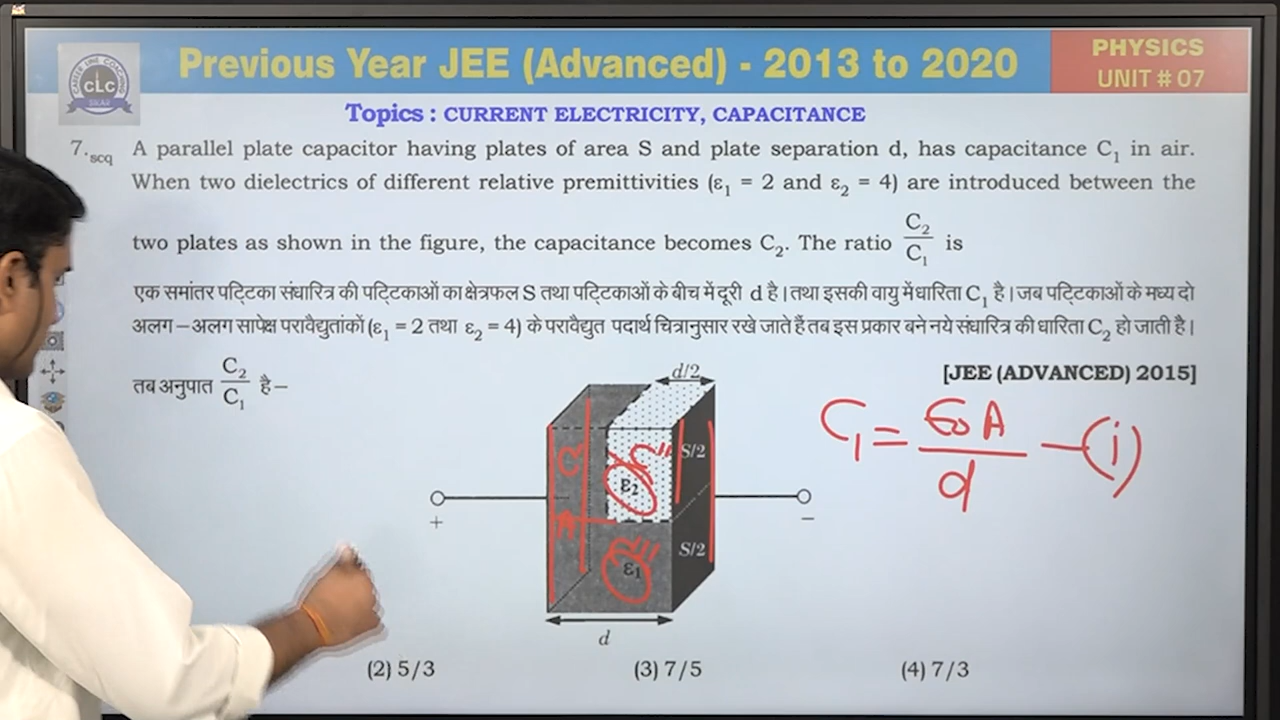 Previous Year JEE (Advanced) - 2013 to 2020
PHYSICS
UNIT # 07
CLC
SIKAR
Topics : CURRENT ELECTRICITY, CAPACITANCE
7.scq A parallel plate capacitor having plates of area S and plate separation d, has capacitance C₁ in air.
When two dielectrics of different relative premittivities (ε₁ = 2 and ε₂ = 4) are introduced between the
two plates as shown in the figure, the capacitance becomes C₂. The ratio C₂/C₁ is
एक समांतर पट्टिका संधारित्र की पट्टिकाओं का क्षेत्रफल S तथा पट्टिकाओं के बीच में दूरी d है। तथा इसकी वायु में धारिता C₁ है। जब पट्टिकाओं के मध्य दो
अलग-अलग सापेक्ष परावैद्युतांकों (ε₁ = 2 तथा ε₂ = 4) के परावैद्युत पदार्थ चित्रानुसार रखे जाते हैं तब इस प्रकार बने नये संधारित्र की धारिता C₂ हो जाती है।
तब अनुपात C₂/C₁ है–
[JEE (ADVANCED) 2015]
d/2
C₁ = ε₀A/d —(i)
C'
C"
S/2
ε₂
+
−
C'''
S/2
ε₁
d
(2) 5/3
(3) 7/5
(4) 7/3